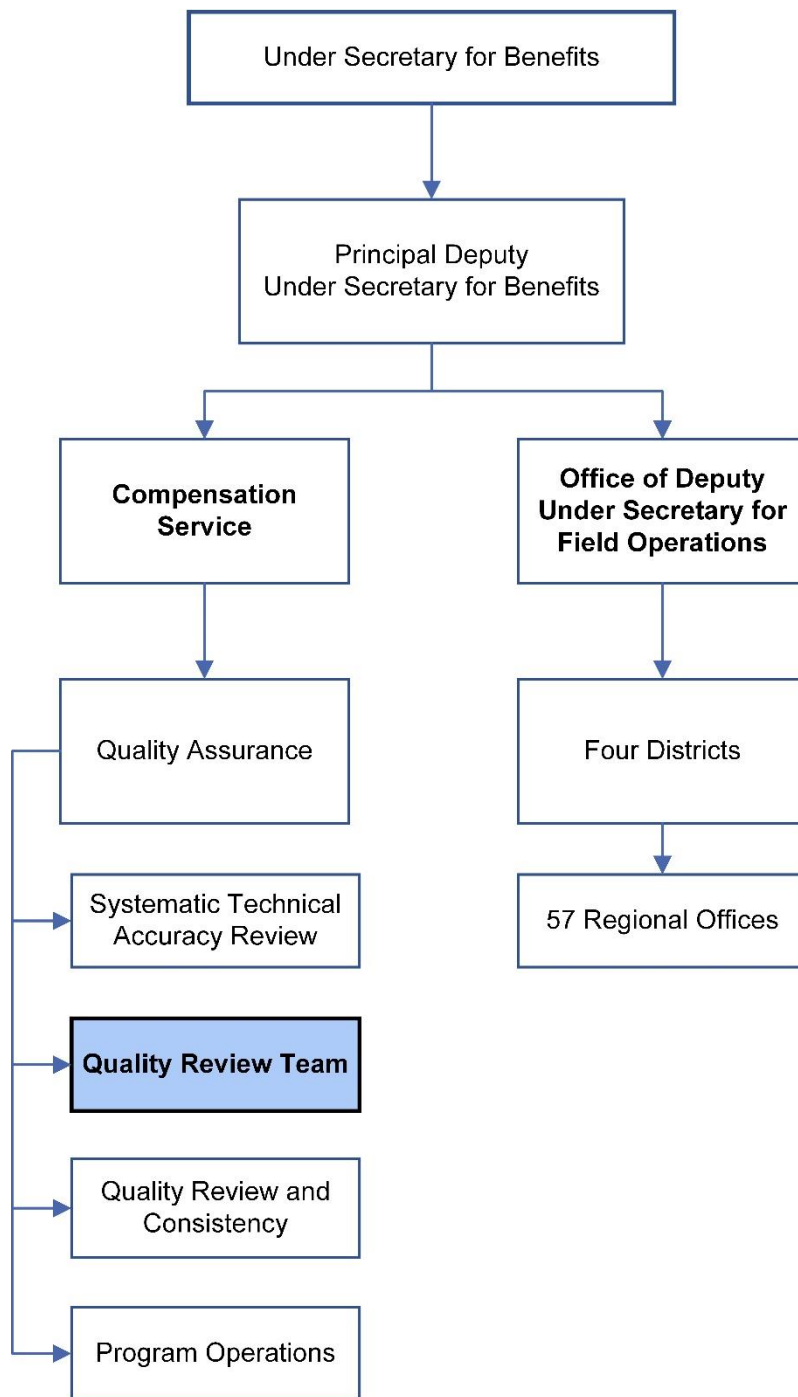 Under Secretary for Benefits
Principal Deputy
Under Secretary for Benefits
Compensation
Service
Office of Deputy
Under Secretary for
Field Operations
Quality Assurance
Four Districts
Systematic Technical
Accuracy Review
57 Regional Offices
Quality Review Team
Quality Review and
Consistency
Program Operations